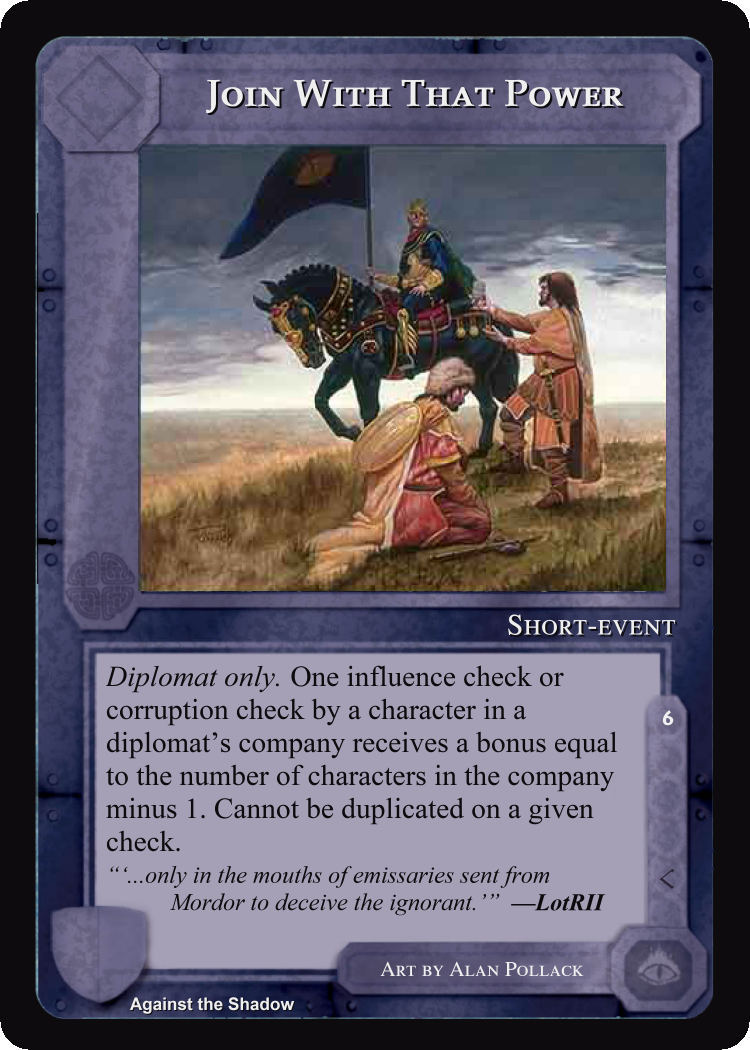 Join With That Power
Short-event
Diplomat only. One influence check or
corruption check by a character in a
diplomat’s company receives a bonus equal
to the number of characters in the company
minus 1. Cannot be duplicated on a given
check.
6
“‘...only in the mouths of emissaries sent from
Mordor to deceive the ignorant.’” —LotRII
Art by Alan Pollack
Against the Shadow